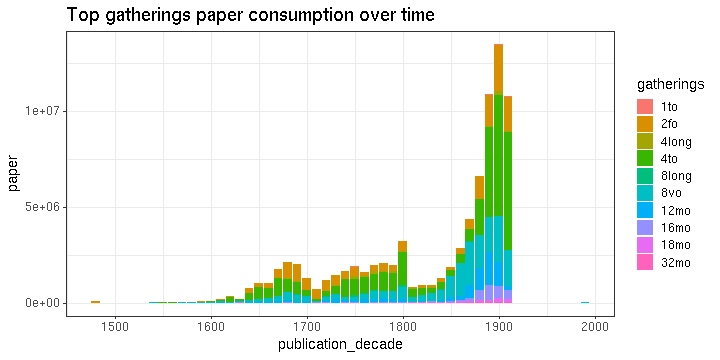 Top gatherings paper consumption over time
paper
1e+07
5e+06
0e+00
1500 1600 1700 1800 1900 2000
publication_decade
gatherings
1to
2fo
4long
4to
8long
8vo
12mo
16mo
18mo
32mo